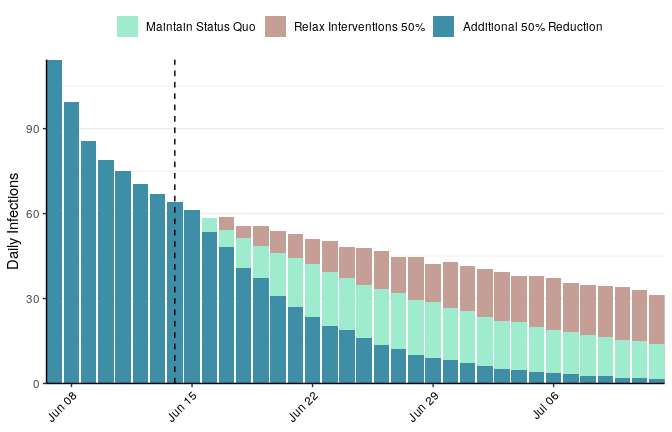 Maintain Status Quo Relax Interventions 50% Additional 50% Reduction
Daily Infections
90
60
30
0
Jun 08 Jun 15 Jun 22 Jun 29 Jul 06